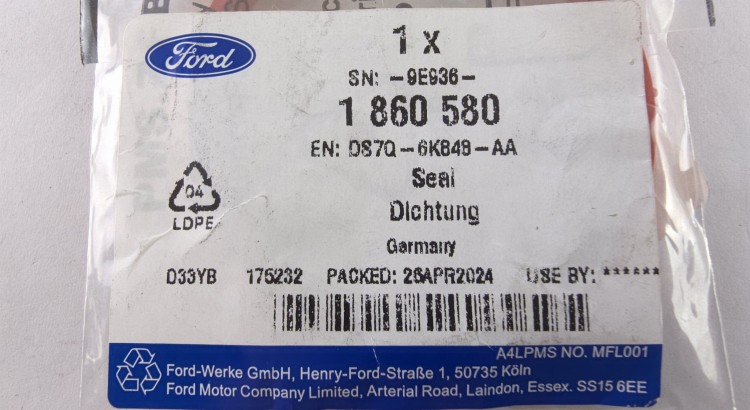 Ford
1 x
SN: -9E936-
1 860 580
EN: DS7Q-6K848-AA
Seal
04
LDPE
Dichtung
Germany
D33YB 175232 PACKED: 26APR2024 USE BY: ******
A4LPMS NO. MFL001
Ford-Werke GmbH, Henry-Ford-Straße 1, 50735 Köln
Ford Motor Company Limited, Arterial Road, Laindon, Essex. SS15 6EE